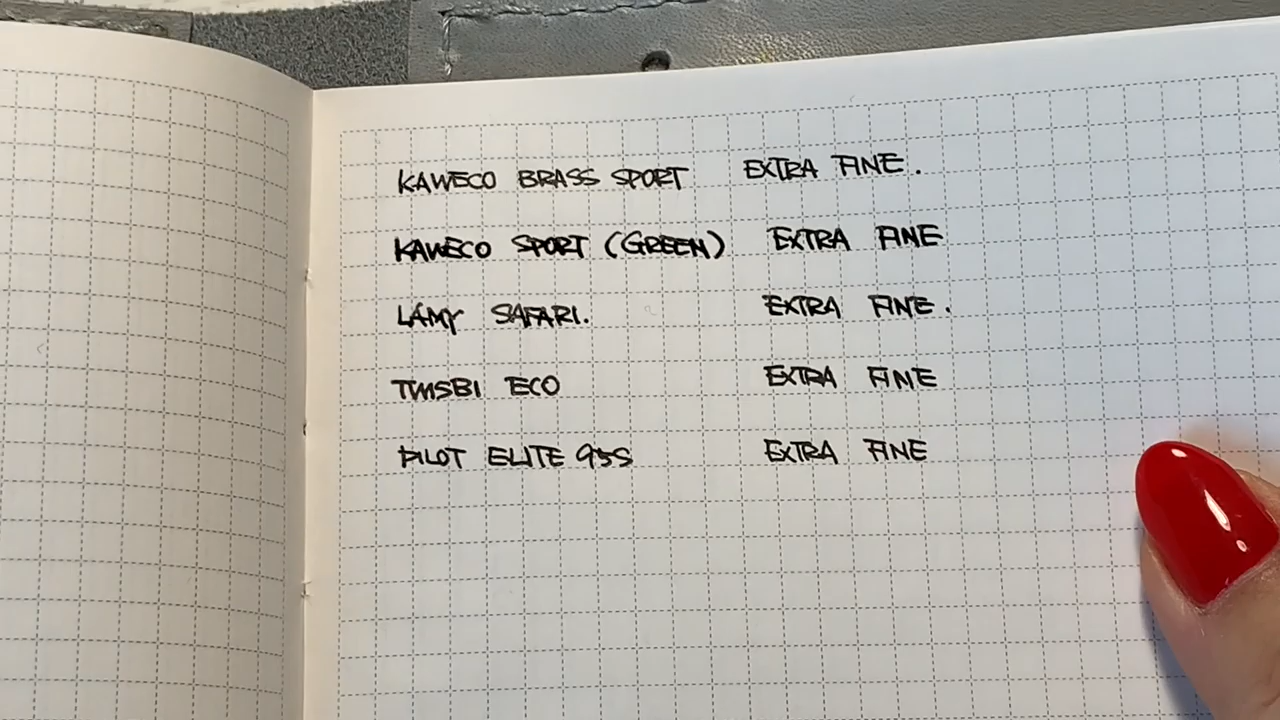 KAWECO BRASS SPORT EXTRA FINE.
KAWECO SPORT (GREEN) EXTRA FINE
LAMY SAFARI. EXTRA FINE.
TWSBI ECO EXTRA FINE
PILOT ELITE 95S EXTRA FINE